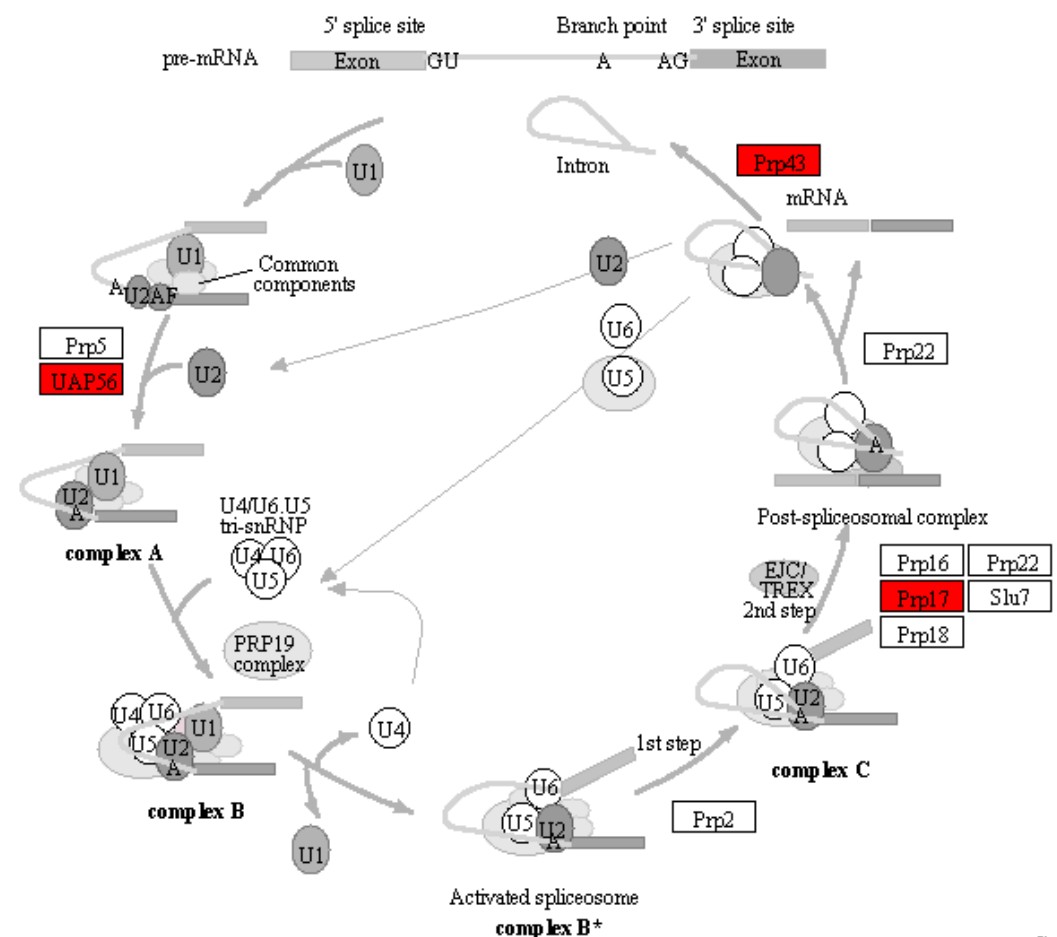 5' splice site
Branch point
3' splice site
pre-mRNA
Exon
GU
A
AG
Exon
U1
Intron
Prp43
mRNA
U1
Common
components
A
U2AF
U2
U6
U5
Prp5
UAP56
U2
Prp22
A
U1
U2
A
complex A
U4/U6.U5
tri-snRNP
U4
U6
U5
Post-spliceosomal complex
EJC/
TREX
2nd step
Prp16
Prp22
Prp17
Slu7
Prp18
PRP19
complex
U4
U6
U1
U5
U2
A
complex B
U4
U1
U6
U5
U2
A
complex C
1st step
U6
U5
U2
A
Prp2
Activated spliceosome
complex B*